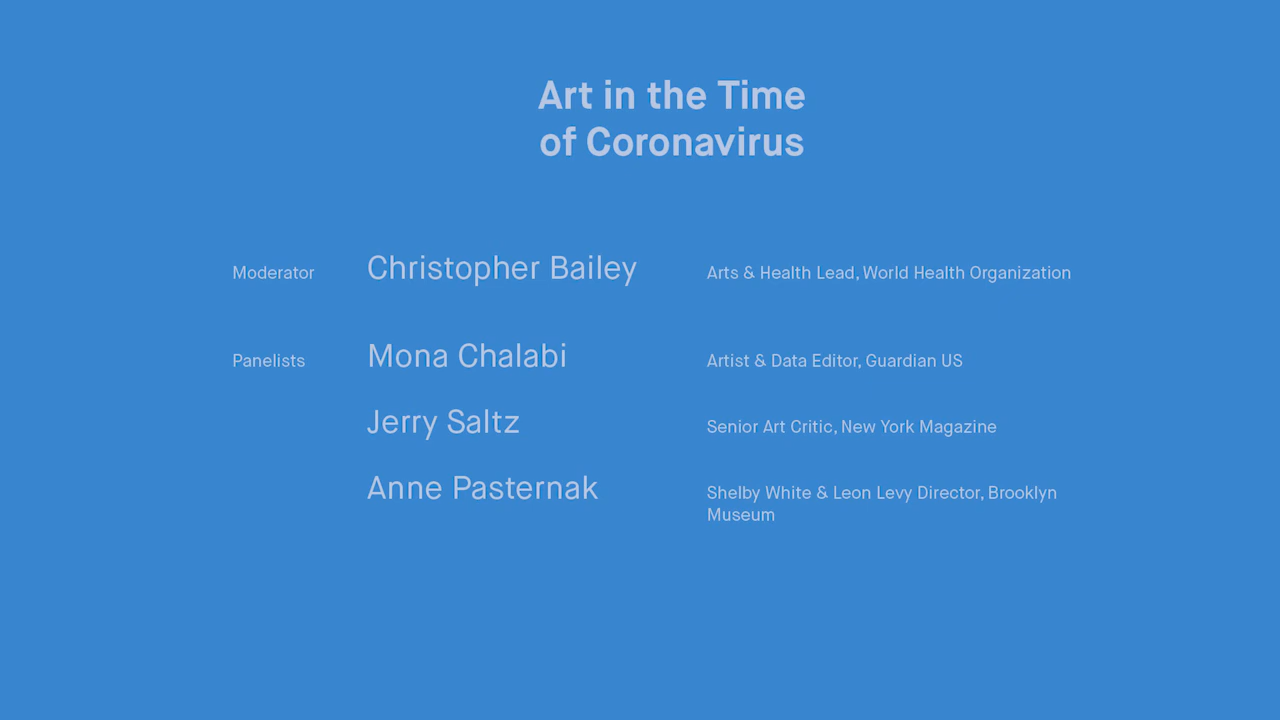 Art in the Time
of Coronavirus
Moderator Christopher Bailey Arts & Health Lead, World Health Organization
Panelists Mona Chalabi Artist & Data Editor, Guardian US
Jerry Saltz Senior Art Critic, New York Magazine
Anne Pasternak Shelby White & Leon Levy Director, Brooklyn
Museum